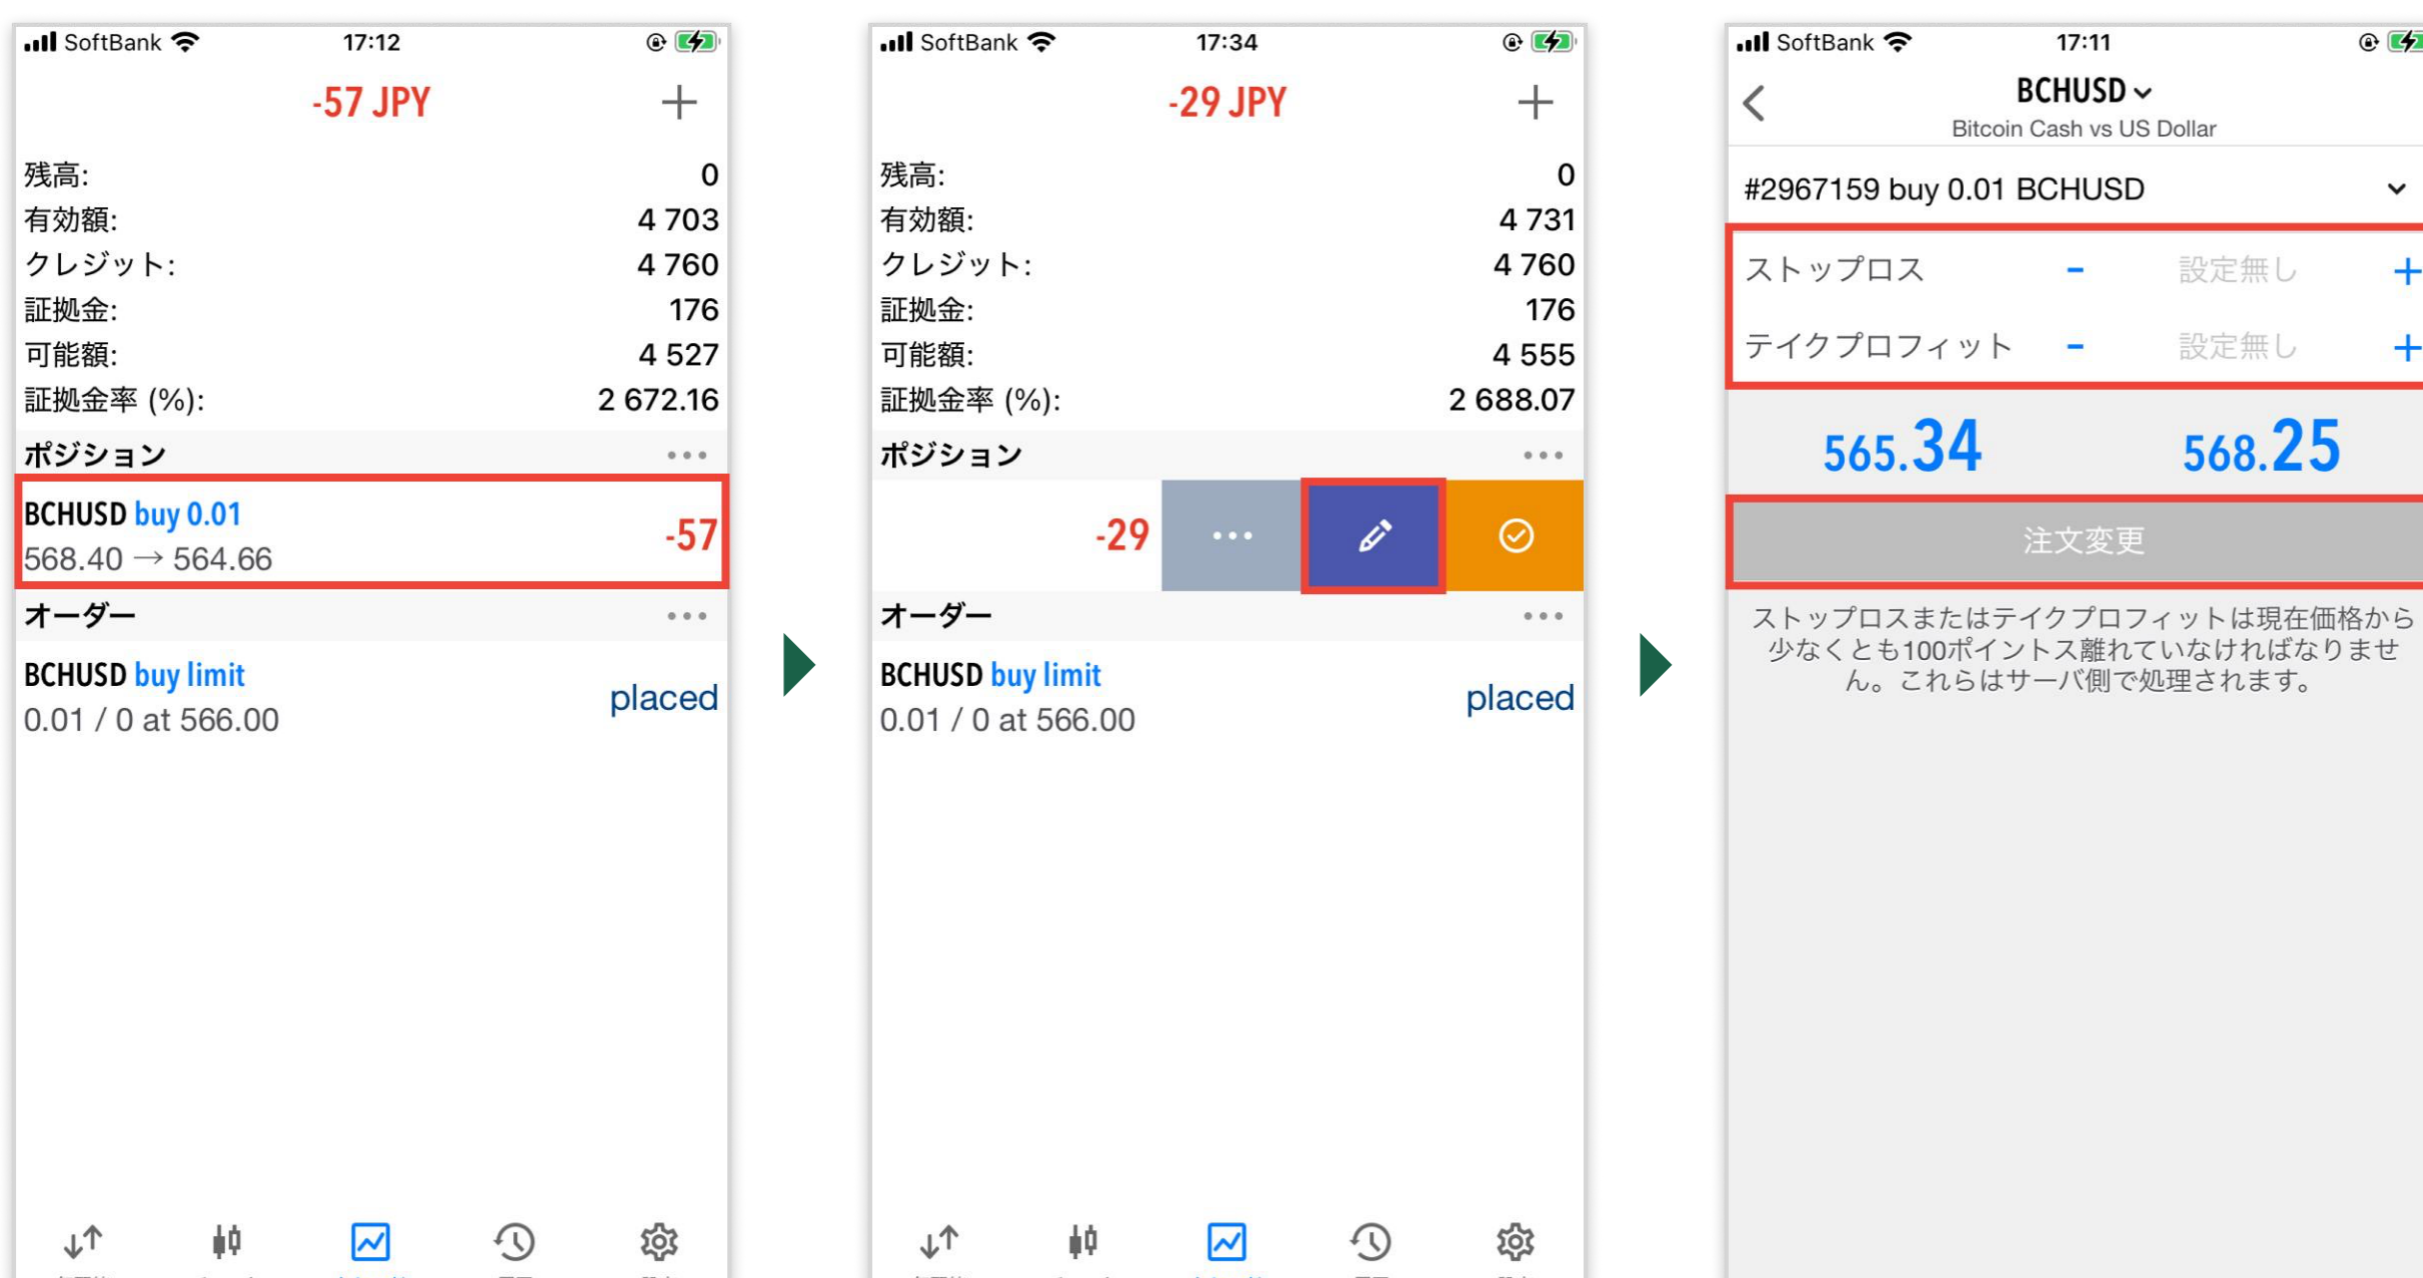 SoftBank 17:12
-57 JPY
残高: 0
有効額: 4 703
クレジット: 4 760
証拠金: 176
可能額: 4 527
証拠金率 (%): 2 672.16
ポジション
BCHUSD buy 0.01
568.40 → 564.66
-57
オーダー
BCHUSD buy limit
0.01 / 0 at 566.00
placed
SoftBank 17:34
-29 JPY
残高: 0
有効額: 4 731
クレジット: 4 760
証拠金: 176
可能額: 4 555
証拠金率 (%): 2 688.07
ポジション
-29
オーダー
BCHUSD buy limit
0.01 / 0 at 566.00
placed
SoftBank 17:11
BCHUSD
Bitcoin Cash vs US Dollar
#2967159 buy 0.01 BCHUSD
ストップロス - 設定無し +
テイクプロフィット - 設定無し +
565.34 568.25
注文変更
ストップロスまたはテイクプロフィットは現在価格から
少なくとも100ポイントス離れていなければなりませ
ん。これらはサーバ側で処理されます。